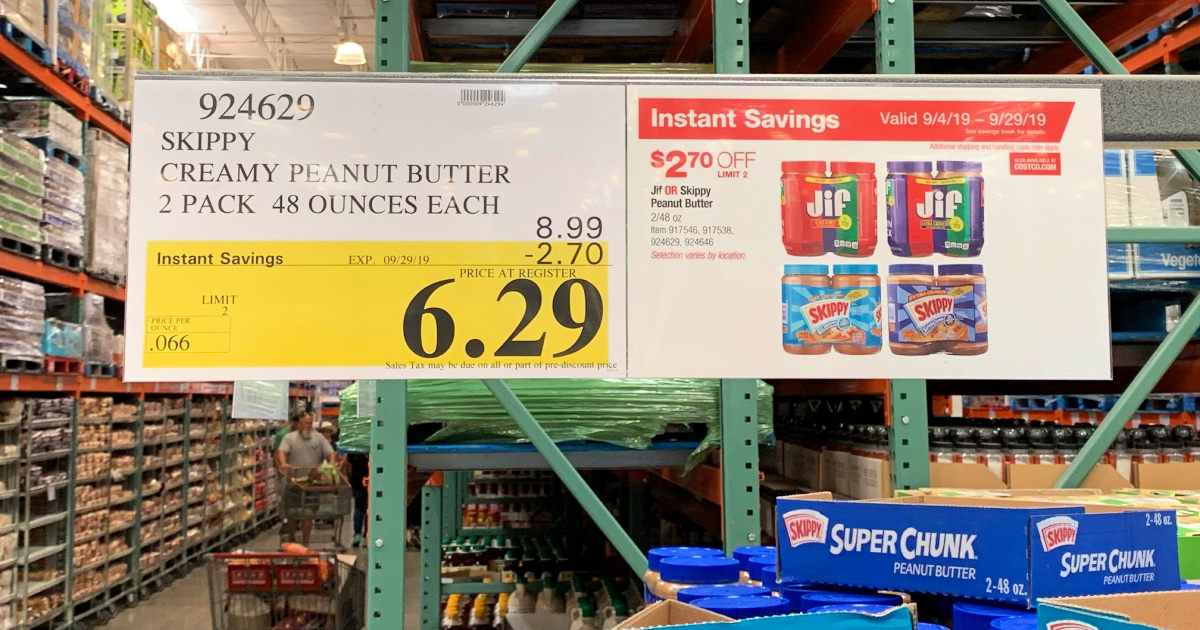 924629
SKIPPY
CREAMY PEANUT BUTTER
2 PACK 48 OUNCES EACH
8.99
-2.70
Instant Savings EXP. 09/29/19
PRICE AT REGISTER
6.29
LIMIT
2
PRICE PER
OUNCE
.066
Sales Tax may be due on all or part of pre-discount price
Instant Savings Valid 9/4/19 – 9/29/19
See savings book for details.
Additional shipping and handling costs may apply.
ALSO AVAILABLE AT
COSTCO.COM
$2.70 OFF
LIMIT 2
Jif OR Skippy
Peanut Butter
2/48 oz
Item 917546, 917538,
924629, 924646
Selection varies by location.
Jif
CREAMY
Jif
SKIPPY
SKIPPY
Vegeta
SKIPPY
SUPER CHUNK
PEANUT BUTTER
2-48 oz.
SKIPPY
2-48 oz.
SUPER CHUNK
PEANUT BUTTER
SKIPPY